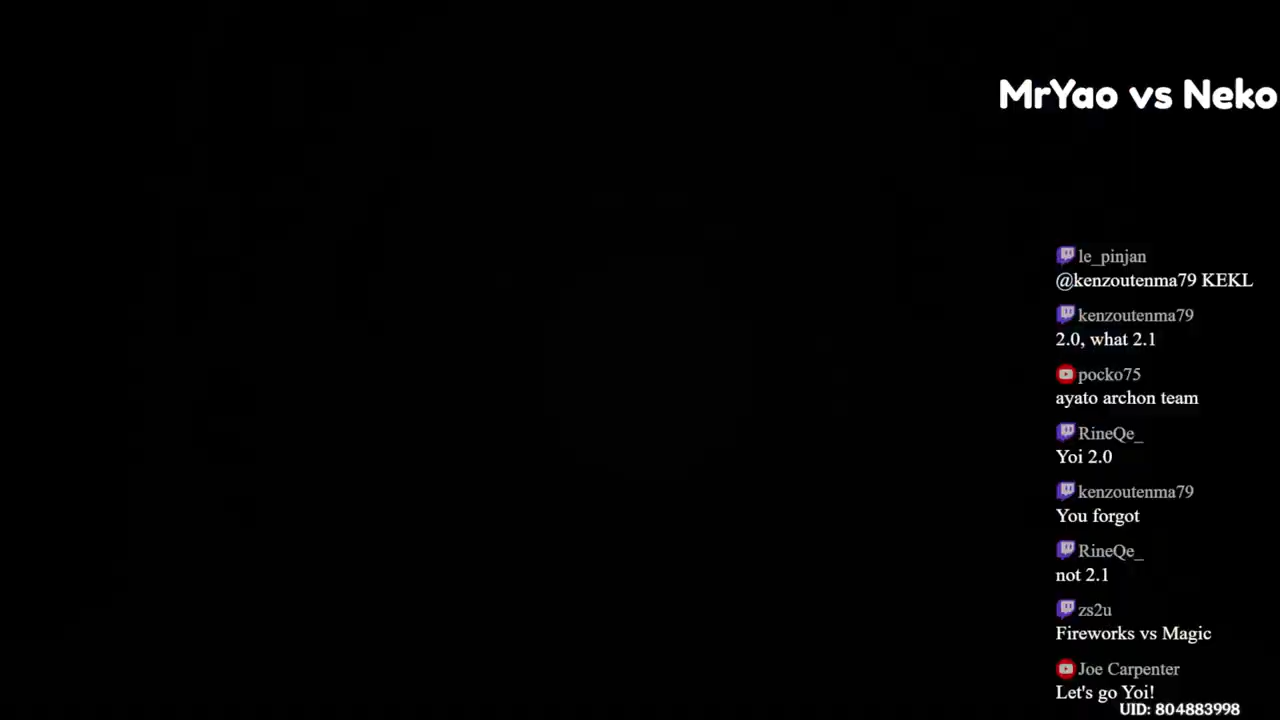 MrYao vs Neko
le_pinjan
@kenzoutenma79 KEKL
kenzoutenma79
2.0, what 2.1
pocko75
ayato archon team
RineQe_
Yoi 2.0
kenzoutenma79
You forgot
RineQe_
not 2.1
zs2u
Fireworks vs Magic
Joe Carpenter
Let's go Yoi!
UID: 804883998